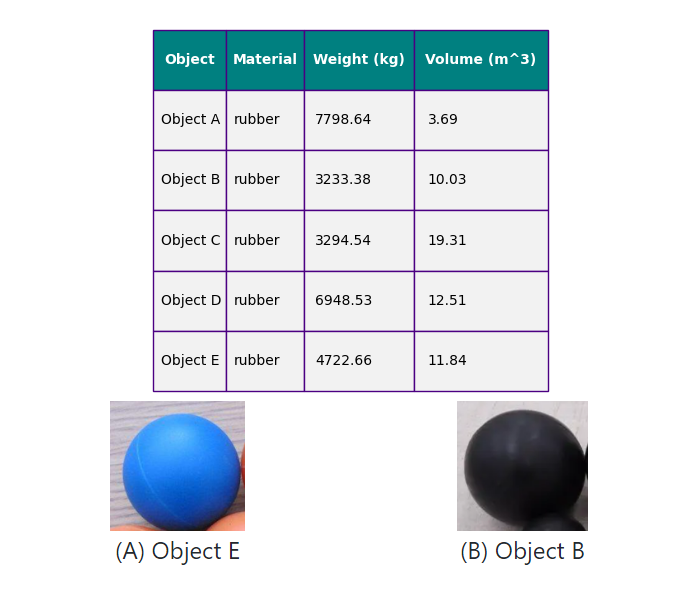 Object Material Weight (kg) Volume (m^3)
Object A rubber 7798.64 3.69
Object B rubber 3233.38 10.03
Object C rubber 3294.54 19.31
Object D rubber 6948.53 12.51
Object E rubber 4722.66 11.84
(A) Object E (B) Object B